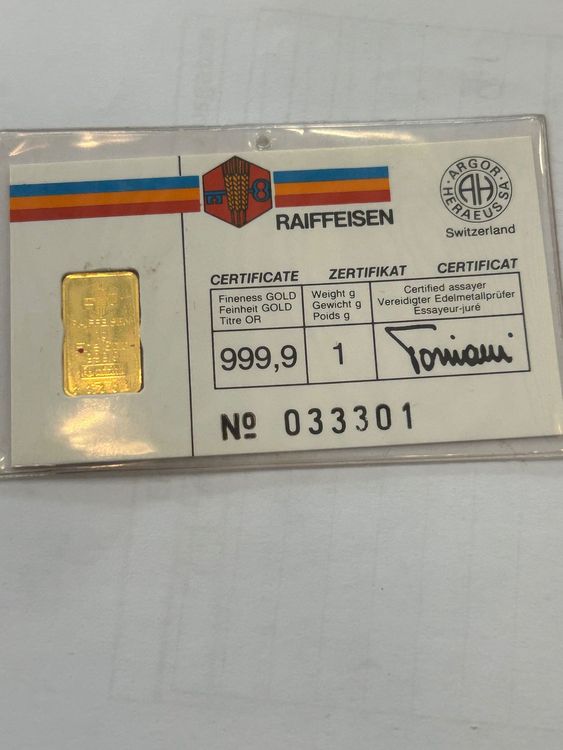 RAIFFEISEN
ARGOR-HERAEUS SA
AH
Switzerland
CERTIFICATE ZERTIFIKAT CERTIFICAT
Fineness GOLD
Feinheit GOLD
Titre OR
Weight g
Gewicht g
Poids g
Certified assayer
Vereidigter Edelmetallprüfer
Essayeur-juré
999,9
1
Nº 033301
RAIFFEISEN